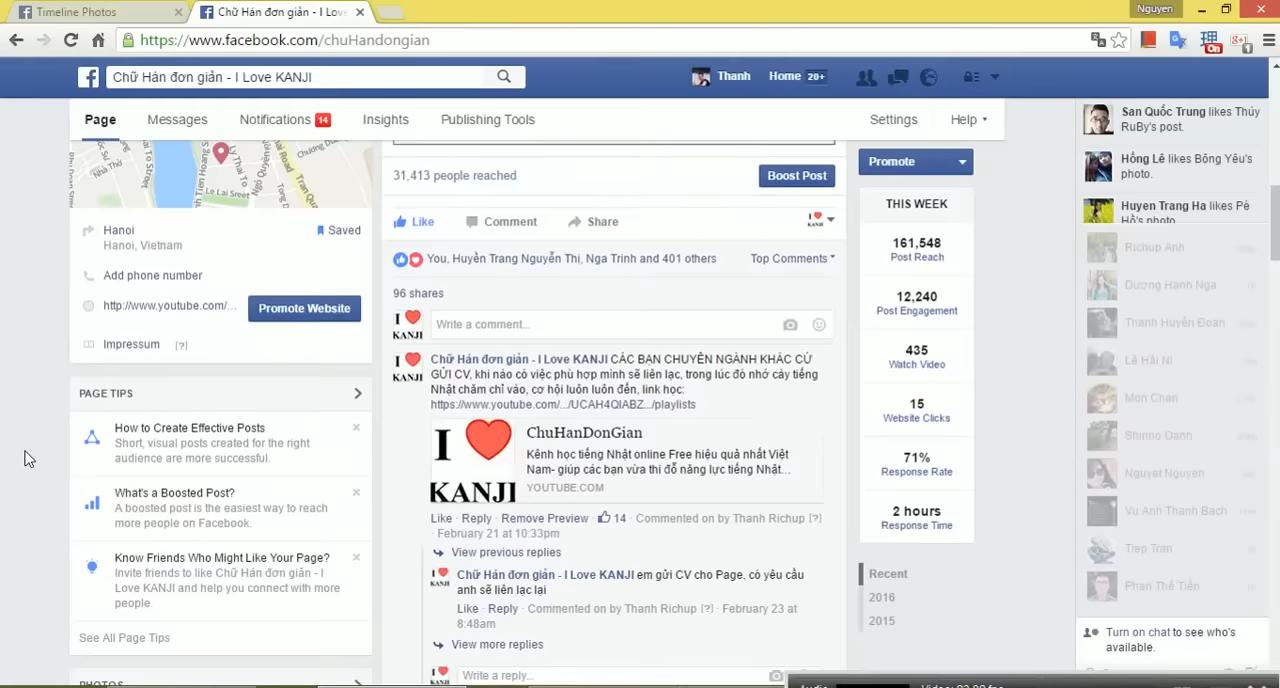 Timeline Photos
Chữ Hán đơn giản - I Love
Nguyen
https://www.facebook.com/chuHandongian
On
g+1
1
Chữ Hán đơn giản - I Love KANJI
Thanh
Home 20+
Page
Messages
Notifications 14
Insights
Publishing Tools
Settings
Help
Le Lai Street
Hanoi
Hanoi, Vietnam
Saved
Add phone number
http://www.youtube.com/...
Promote Website
Impressum [?]
PAGE TIPS
How to Create Effective Posts
Short, visual posts created for the right
audience are more successful.
What's a Boosted Post?
A boosted post is the easiest way to reach
more people on Facebook.
Know Friends Who Might Like Your Page?
Invite friends to like Chữ Hán đơn giản - I
Love KANJI and help you connect with more
people.
See All Page Tips
PHOTOS
31,413 people reached
Boost Post
Like
Comment
Share
I KANJI
You, Huyền Trang Nguyễn Thị, Nga Trinh and 401 others
Top Comments
96 shares
I KANJI
Write a comment...
I KANJI
Chữ Hán đơn giản - I Love KANJI CÁC BẠN CHUYÊN NGÀNH KHÁC CỨ
GỬI CV, khi nào có việc phù hợp mình sẽ liên lạc, trong lúc đó nhớ cày tiếng
Nhật chăm chỉ vào, cơ hội luôn luôn đến, link học:
https://www.youtube.com/.../UCAH4QIABZ.../playlists
I
KANJI
ChuHanDonGian
Kênh học tiếng Nhật online Free hiệu quả nhất Việt
Nam- giúp các bạn vừa thi đỗ năng lực tiếng Nhật...
YOUTUBE.COM
Like · Reply · Remove Preview · 14 · Commented on by Thanh Richup [?]
· February 21 at 10:33pm
View previous replies
I KANJI
Chữ Hán đơn giản - I Love KANJI em gửi CV cho Page, có yêu cầu
anh sẽ liên lạc lại
Like · Reply · Commented on by Thanh Richup [?] · February 23 at
8:48am
View more replies
I KANJI
Write a reply...
Promote
THIS WEEK
161,548
Post Reach
12,240
Post Engagement
435
Watch Video
15
Website Clicks
71%
Response Rate
2 hours
Response Time
Recent
2016
2015
San Quốc Trung likes Thúy
RuBy's post.
Hồng Lê likes Bông Yêu's
photo.
Huyen Trang Ha likes Pé
Hồ's photo
Richup Anh
Dương Hạnh Nga
Thanh Huyền Đoàn
Lê Hải Ni
Mon Chan
Shinno Oanh
Nguyet Nguyen
Vu Anh Thanh Bach
Tiep Tran
Phan Thế Tiến
Turn on chat to see who's
available.